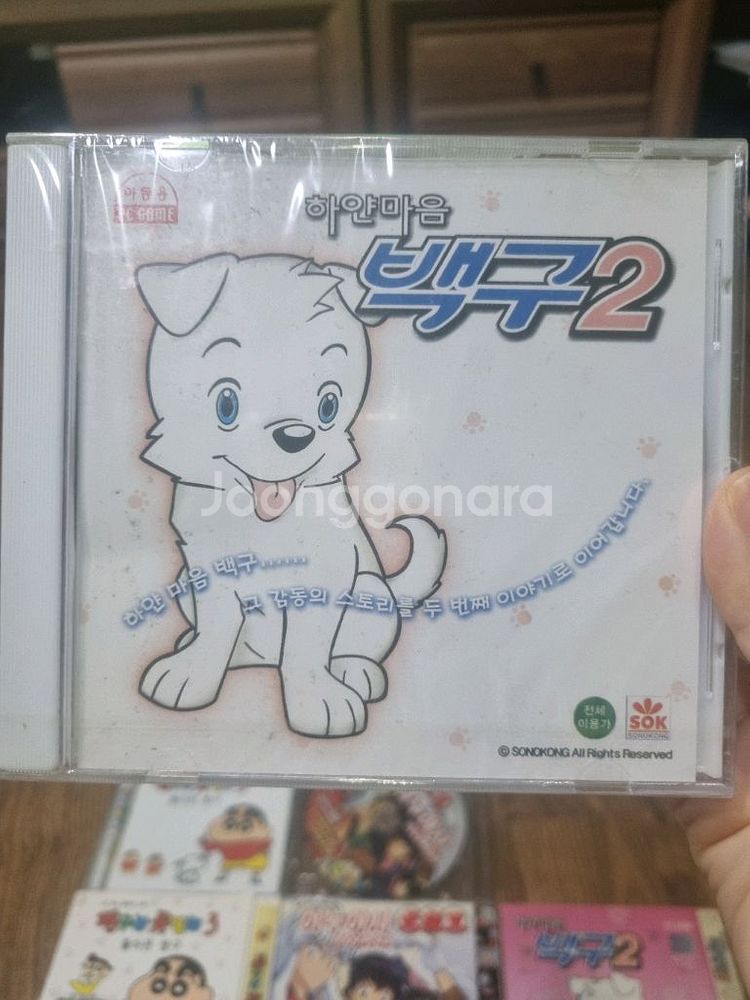 아동용
PC GAME
하얀마음
백구2
Joonggonara
하얀 마음 백구......
그 감동의 스토리를 두 번째 이야기로 이어갑니다.
전체
이용가
SOK
SONOKONG
© SONOKONG All Rights Reserved
백구2